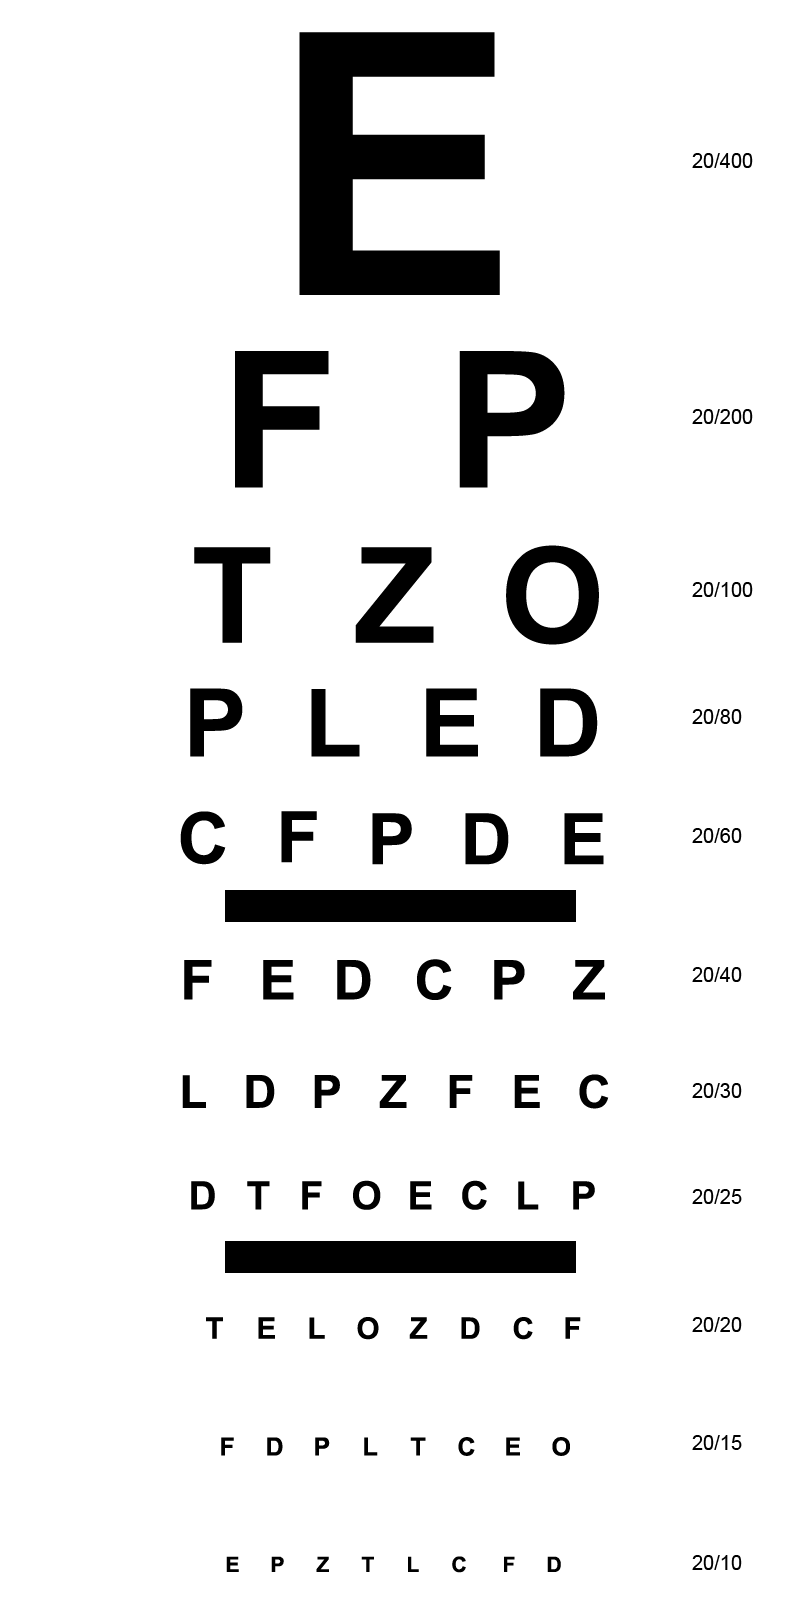 E 20/400
F P 20/200
T Z O 20/100
P L E D 20/80
C F P D E 20/60
F E D C P Z 20/40
L D P Z F E C 20/30
D T F O E C L P 20/25
T E L O Z D C F 20/20
F D P L T C E O 20/15
E P Z T L C F D 20/10